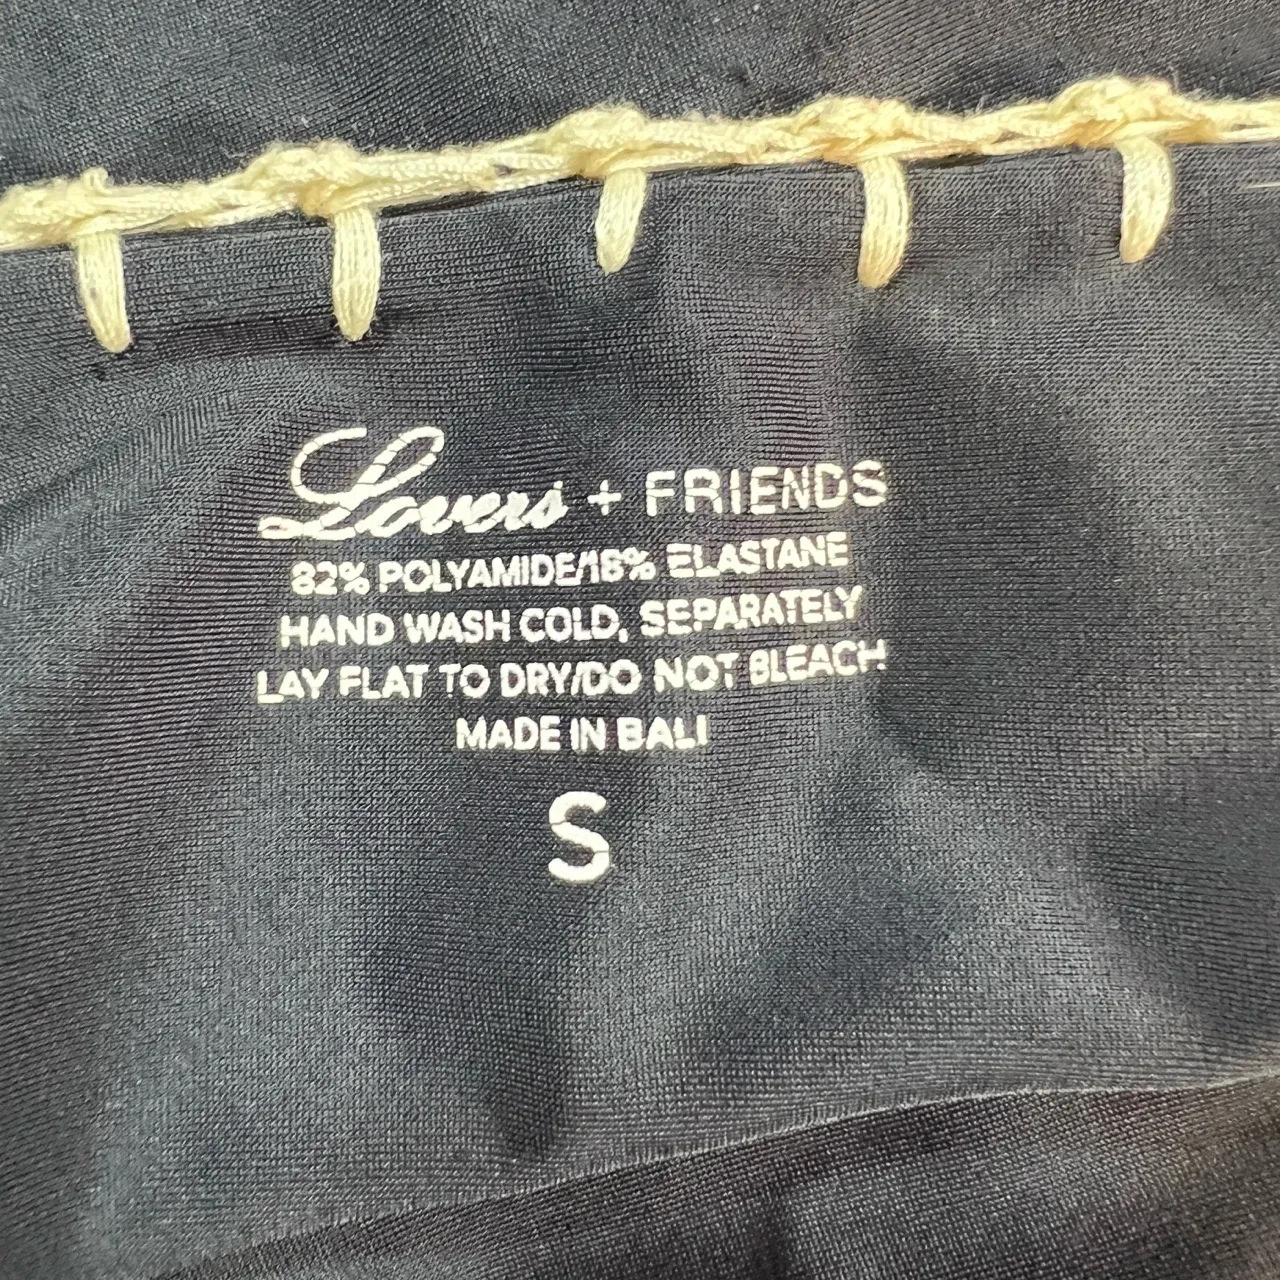 Lovers + FRIENDS
82% POLYAMIDE/18% ELASTANE
HAND WASH COLD, SEPARATELY
LAY FLAT TO DRY/DO NOT BLEACH
MADE IN BALI
S